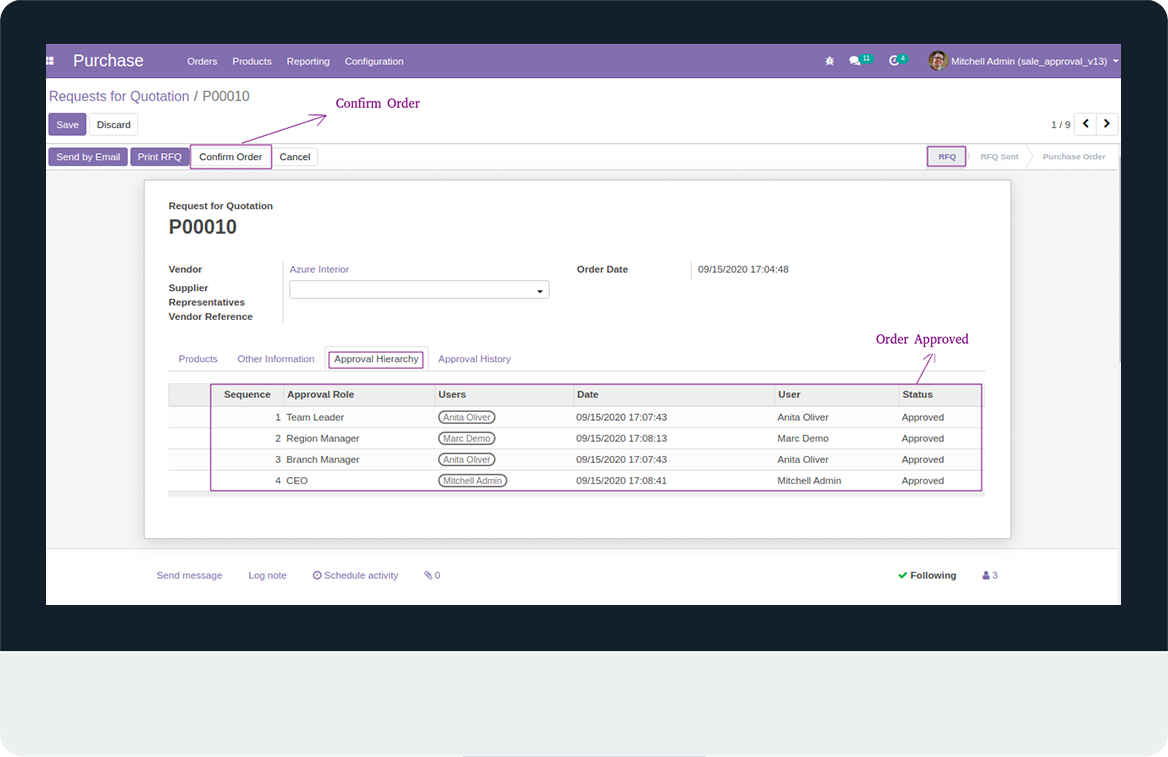 Purchase Orders Products Reporting Configuration 11 4 Mitchell Admin (sale_approval_v13)
Requests for Quotation / P00010
Confirm Order
Save Discard 1 / 9
Send by Email Print RFQ Confirm Order Cancel RFQ RFQ Sent Purchase Order
Request for Quotation
P00010
Vendor Azure Interior Order Date 09/15/2020 17:04:48
Supplier
Representatives
Vendor Reference
Order Approved
Products Other Information Approval Hierarchy Approval History
Sequence Approval Role Users Date User Status
1 Team Leader Anita Oliver 09/15/2020 17:07:43 Anita Oliver Approved
2 Region Manager Marc Demo 09/15/2020 17:08:13 Marc Demo Approved
3 Branch Manager Anita Oliver 09/15/2020 17:07:43 Anita Oliver Approved
4 CEO Mitchell Admin 09/15/2020 17:08:41 Mitchell Admin Approved
Send message Log note Schedule activity 0 Following 3